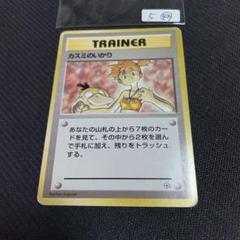 5
TRAINER
カスミのいかり
あなたの山札の上から7枚の
カードを見て、その中から2枚を選ん
で手札に加え、残りをトラッシュ
する。